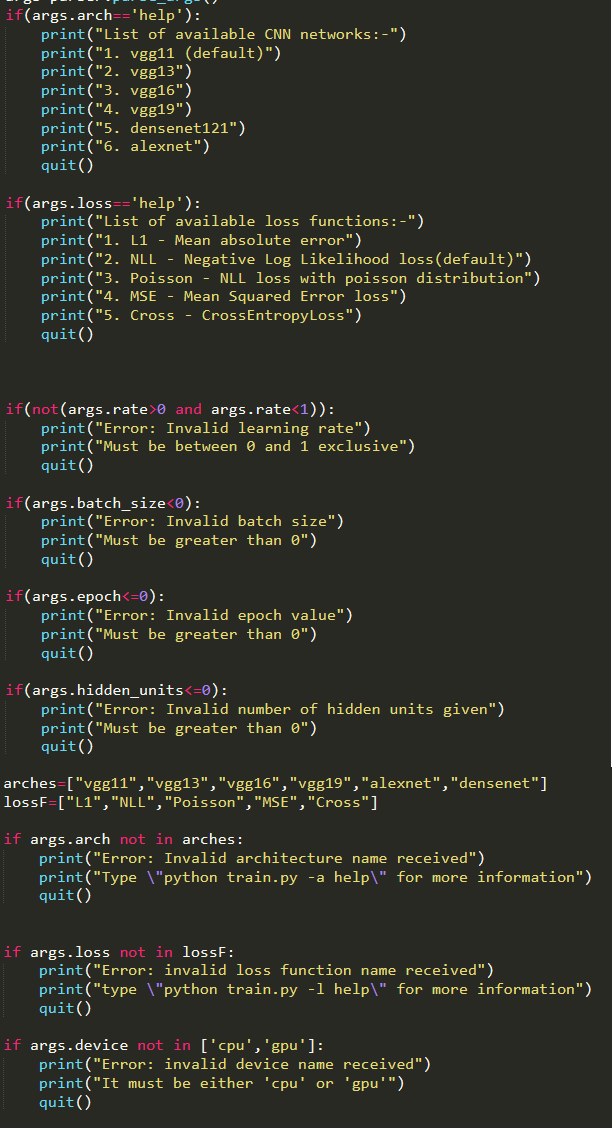 if(args.arch=='help'):
    print("List of available CNN networks:-")
    print("1. vgg11 (default)")
    print("2. vgg13")
    print("3. vgg16")
    print("4. vgg19")
    print("5. densenet121")
    print("6. alexnet")
    quit()
if(args.loss=='help'):
    print("List of available loss functions:-")
    print("1. L1 - Mean absolute error")
    print("2. NLL - Negative Log Likelihood loss(default)")
    print("3. Poisson - NLL loss with poisson distribution")
    print("4. MSE - Mean Squared Error loss")
    print("5. Cross - CrossEntropyLoss")
    quit()
if(not(args.rate>0 and args.rate<1)):
    print("Error: Invalid learning rate")
    print("Must be between 0 and 1 exclusive")
    quit()
if(args.batch_size<0):
    print("Error: Invalid batch size")
    print("Must be greater than 0")
    quit()
if(args.epoch<=0):
    print("Error: Invalid epoch value")
    print("Must be greater than 0")
    quit()
if(args.hidden_units<=0):
    print("Error: Invalid number of hidden units given")
    print("Must be greater than 0")
    quit()
arches=["vgg11","vgg13","vgg16","vgg19","alexnet","densenet"]
lossF=["L1","NLL","Poisson","MSE","Cross"]
if args.arch not in arches:
    print("Error: Invalid architecture name received")
    print("Type \"python train.py -a help\" for more information")
    quit()
if args.loss not in lossF:
    print("Error: invalid loss function name received")
    print("type \"python train.py -l help\" for more information")
    quit()
if args.device not in ['cpu','gpu']:
    print("Error: invalid device name received")
    print("It must be either 'cpu' or 'gpu'")
    quit()